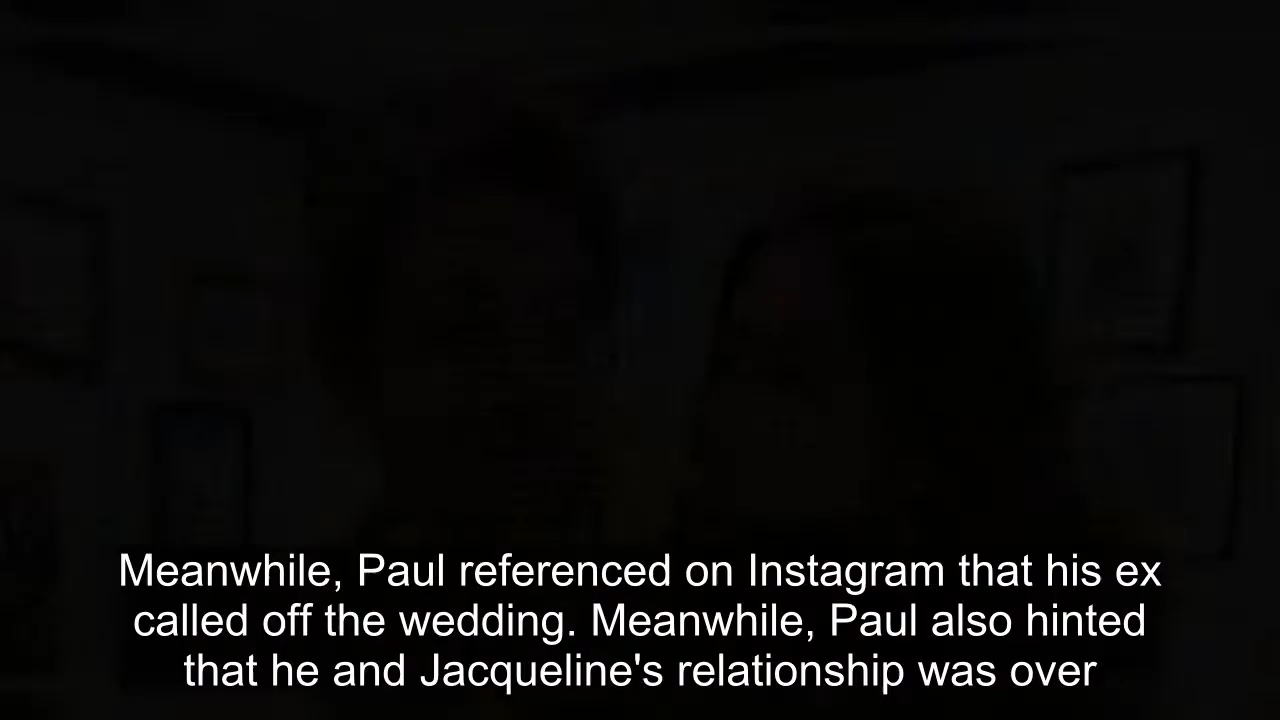 Meanwhile, Paul referenced on Instagram that his ex
called off the wedding. Meanwhile, Paul also hinted
that he and Jacqueline's relationship was over